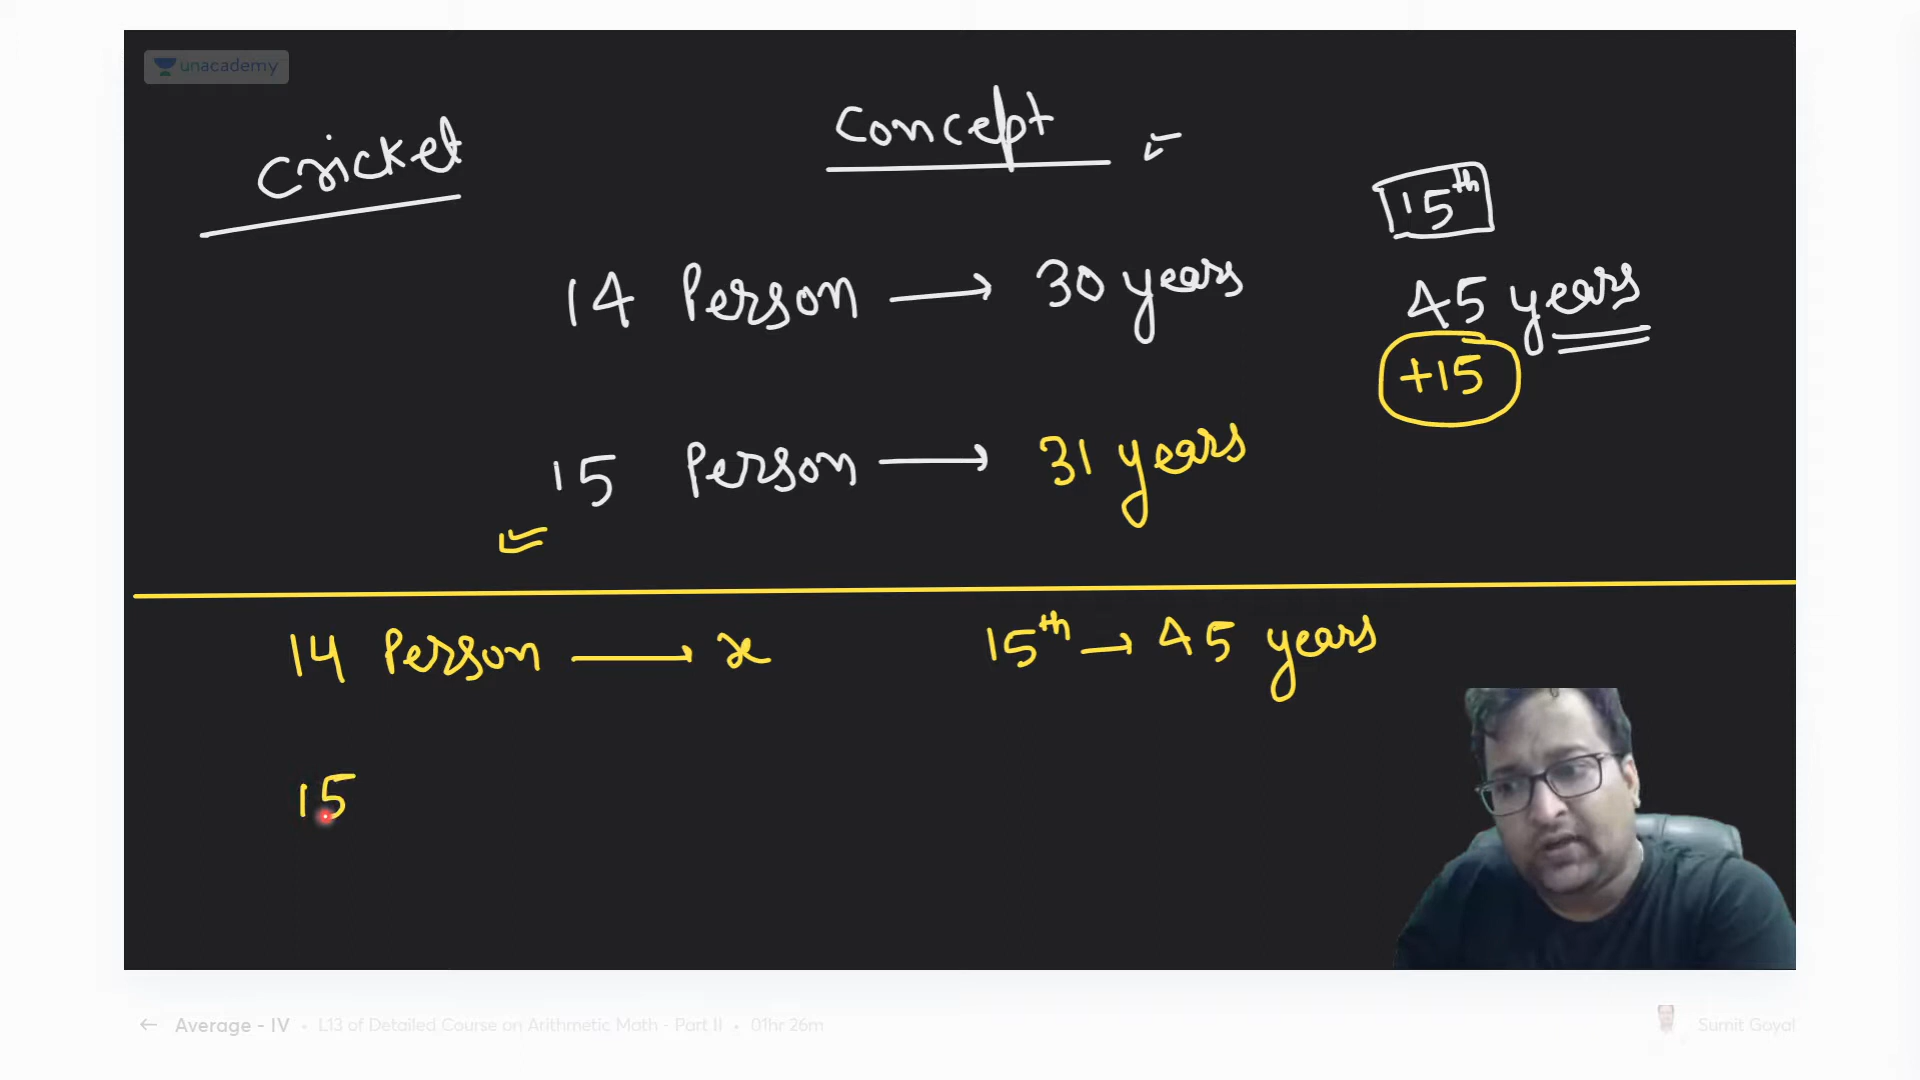 unacademy
Cricket
Concept
15th
14 Person → 30 years
45 years
+15
15 Person → 31 years
14 Person → x
15th → 45 years
15
← Average - IV • L13 of Detailed Course on Arithmetic Math - Part II • 01hr 26m
Sumit Goyal